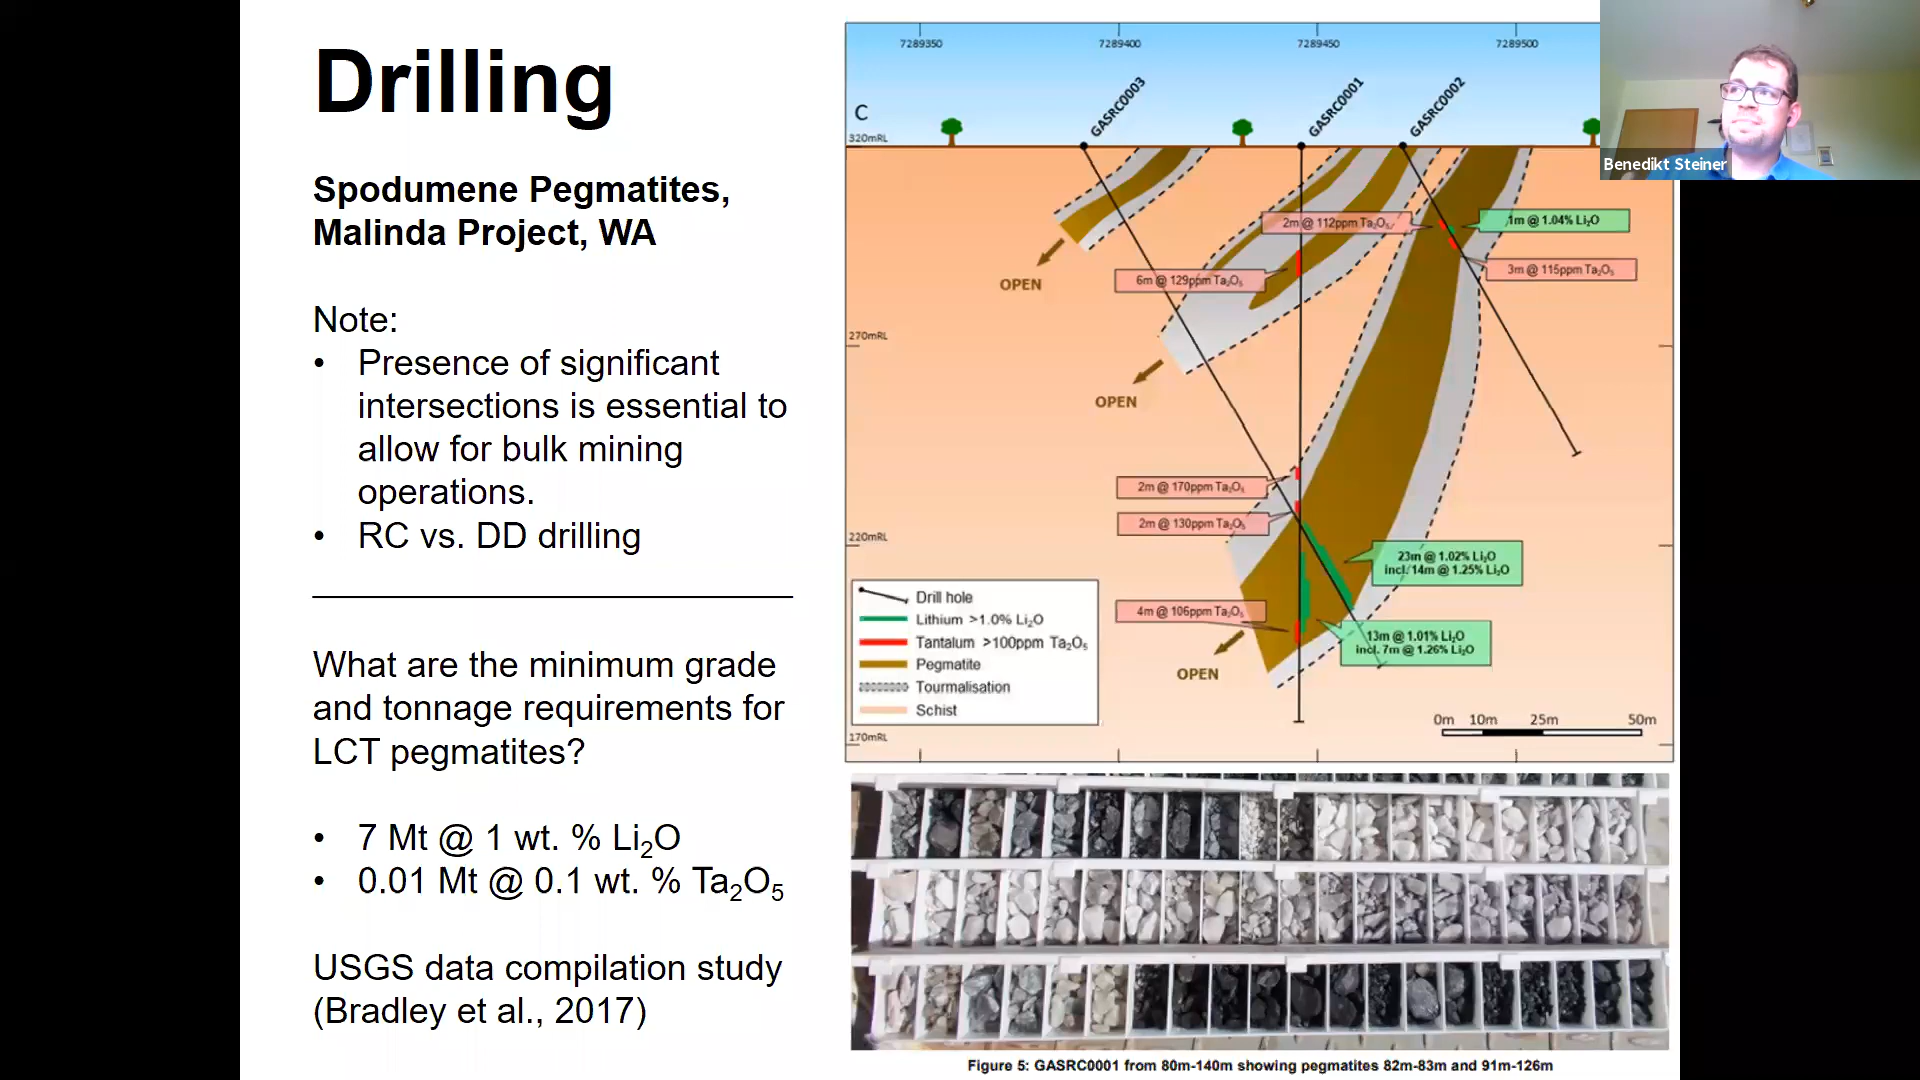 Drilling
Spodumene Pegmatites,
Malinda Project, WA
Note:
• Presence of significant
intersections is essential to
allow for bulk mining
operations.
• RC vs. DD drilling
What are the minimum grade
and tonnage requirements for
LCT pegmatites?
• 7 Mt @ 1 wt. % Li₂O
• 0.01 Mt @ 0.1 wt. % Ta₂O₅
USGS data compilation study
(Bradley et al., 2017)
7289350
7289400
7289450
7289500
C
GASRC0003
GASRC0001
GASRC0002
Benedikt Steiner
320mRL
2m @ 112ppm Ta₂O₅
1m @ 1.04% Li₂O
6m @ 129ppm Ta₂O₅
3m @ 115ppm Ta₂O₅
OPEN
270mRL
OPEN
2m @ 170ppm Ta₂O₅
2m @ 130ppm Ta₂O₅
220mRL
23m @ 1.02% Li₂O
incl. 14m @ 1.25% Li₂O
4m @ 106ppm Ta₂O₅
13m @ 1.01% Li₂O
incl. 7m @ 1.26% Li₂O
OPEN
Drill hole
Lithium >1.0% Li₂O
Tantalum >100ppm Ta₂O₅
Pegmatite
Tourmalisation
Schist
0m 10m 25m 50m
170mRL
Figure 5: GASRC0001 from 80m-140m showing pegmatites 82m-83m and 91m-126m